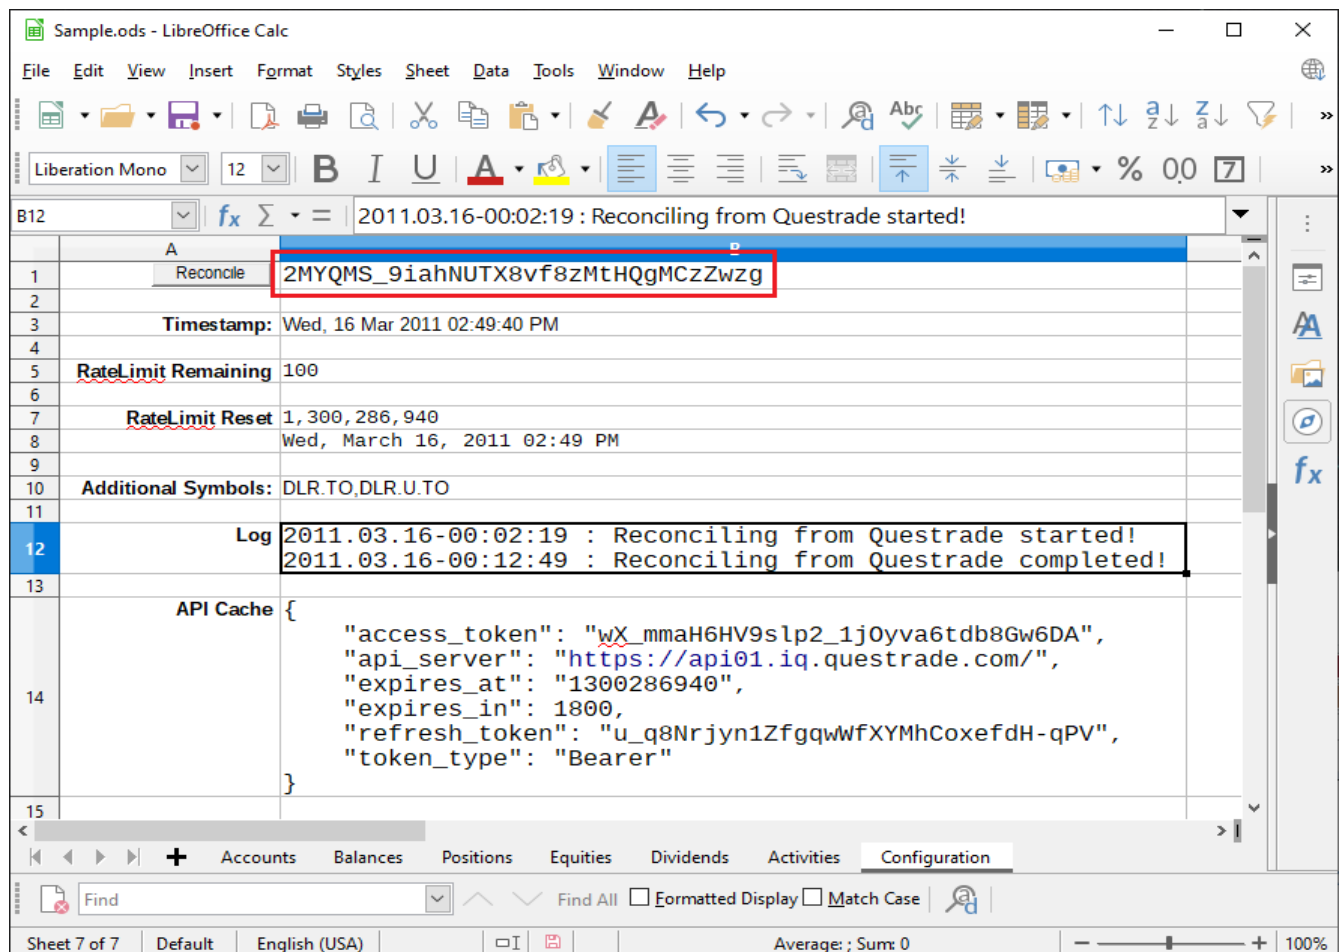 Sample.ods - LibreOffice Calc
File Edit View Insert Format Styles Sheet Data Tools Window Help
Liberation Mono 12 B I U A % 0.0 7
B12 fx Σ = 2011.03.16-00:02:19 : Reconciling from Questrade started!
A B
1 Reconcile 2MYQMS_9iahNUTX8vf8zMtHQgMCzZwzg
2
3 Timestamp: Wed, 16 Mar 2011 02:49:40 PM
4
5 RateLimit Remaining 100
6
7 RateLimit Reset 1,300,286,940
8 Wed, March 16, 2011 02:49 PM
9
10 Additional Symbols: DLR.TO,DLR.U.TO
11
12 Log 2011.03.16-00:02:19 : Reconciling from Questrade started!
2011.03.16-00:12:49 : Reconciling from Questrade completed!
13
14 API Cache {
"access_token": "wX_mmaH6HV9slp2_1jOyva6tdb8Gw6DA",
"api_server": "https://api01.iq.questrade.com/",
"expires_at": "1300286940",
"expires_in": 1800,
"refresh_token": "u_q8Nrjyn1ZfgqwWfXYMhCoxefdH-qPV",
"token_type": "Bearer"
}
15
Accounts Balances Positions Equities Dividends Activities Configuration
Find Find All Formatted Display Match Case
Sheet 7 of 7 Default English (USA) Average: ; Sum: 0 100%